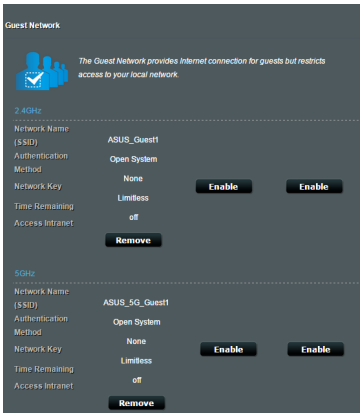 Guest Network
The Guest Network provides Internet connection for guests but restricts
access to your local network.
2.4GHz
Network Name
(SSID)
ASUS_Guest1
Authentication
Method
Open System
Network Key
None
Enable
Enable
Time Remaining
Limitless
Access Intranet
off
Remove
5GHz
Network Name
(SSID)
ASUS_5G_Guest1
Authentication
Method
Open System
Network Key
None
Enable
Enable
Time Remaining
Limitless
Access Intranet
off
Remove